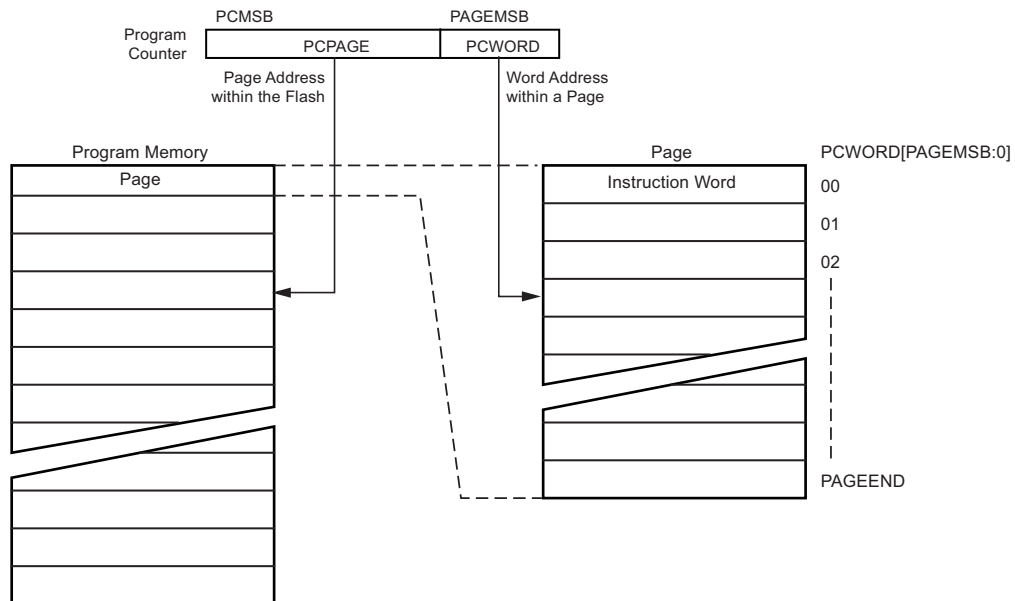 PCMSB
PAGEMSB
Program
Counter
PCPAGE
PCWORD
Page Address
within the Flash
Word Address
within a Page
Program Memory
Page
Page
PCWORD[PAGEMSB:0]
Instruction Word
00
01
02
PAGEEND